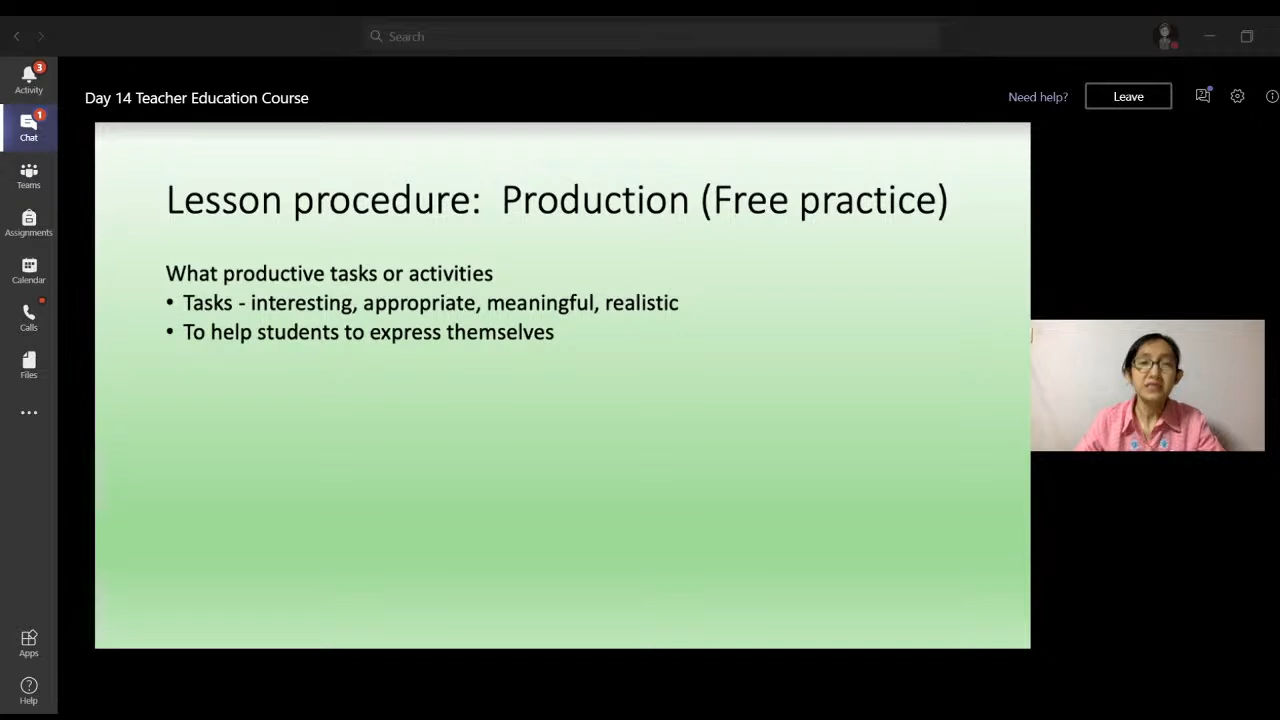 Search
3
Activity
1
Chat
Teams
Assignments
Calendar
Calls
Files
Apps
Help
Day 14 Teacher Education Course
Need help?
Leave
Lesson procedure: Production (Free practice)
What productive tasks or activities
• Tasks - interesting, appropriate, meaningful, realistic
• To help students to express themselves